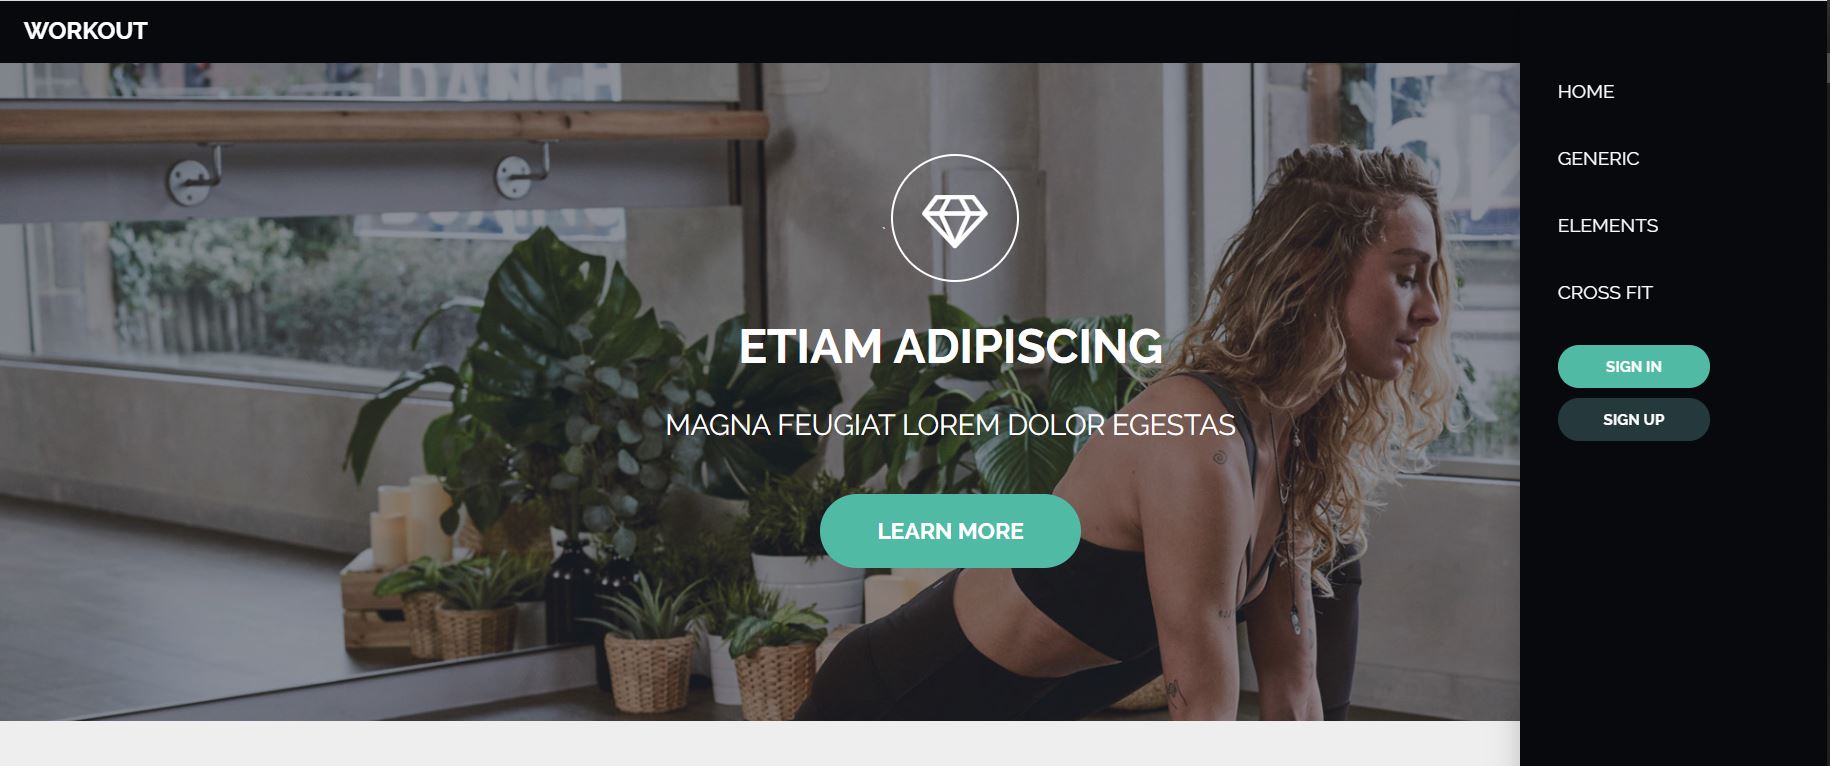 WORKOUT
HOME
GENERIC
ELEMENTS
CROSS FIT
SIGN IN
SIGN UP
ETIAM ADIPISCING
MAGNA FEUGIAT LOREM DOLOR EGESTAS
LEARN MORE